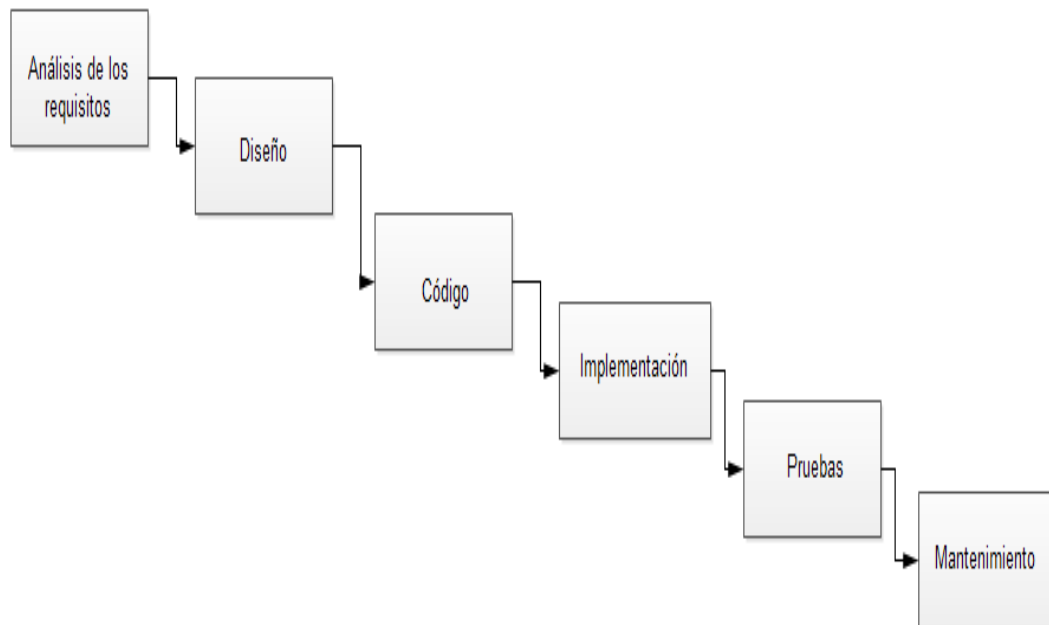 Análisis de los
requisitos
Diseño
Código
Implementación
Pruebas
Mantenimiento